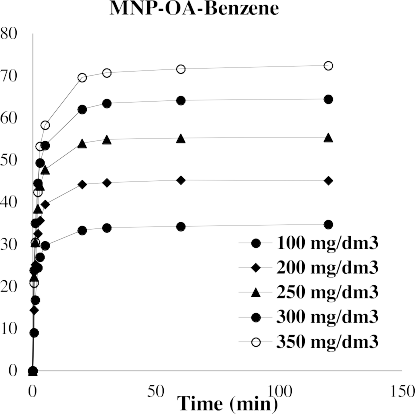 MNP-OA-Benzene
80
70
60
50
40
30
20
10
0
100 mg/dm3
200 mg/dm3
250 mg/dm3
300 mg/dm3
350 mg/dm3
0 50 100 150
Time (min)